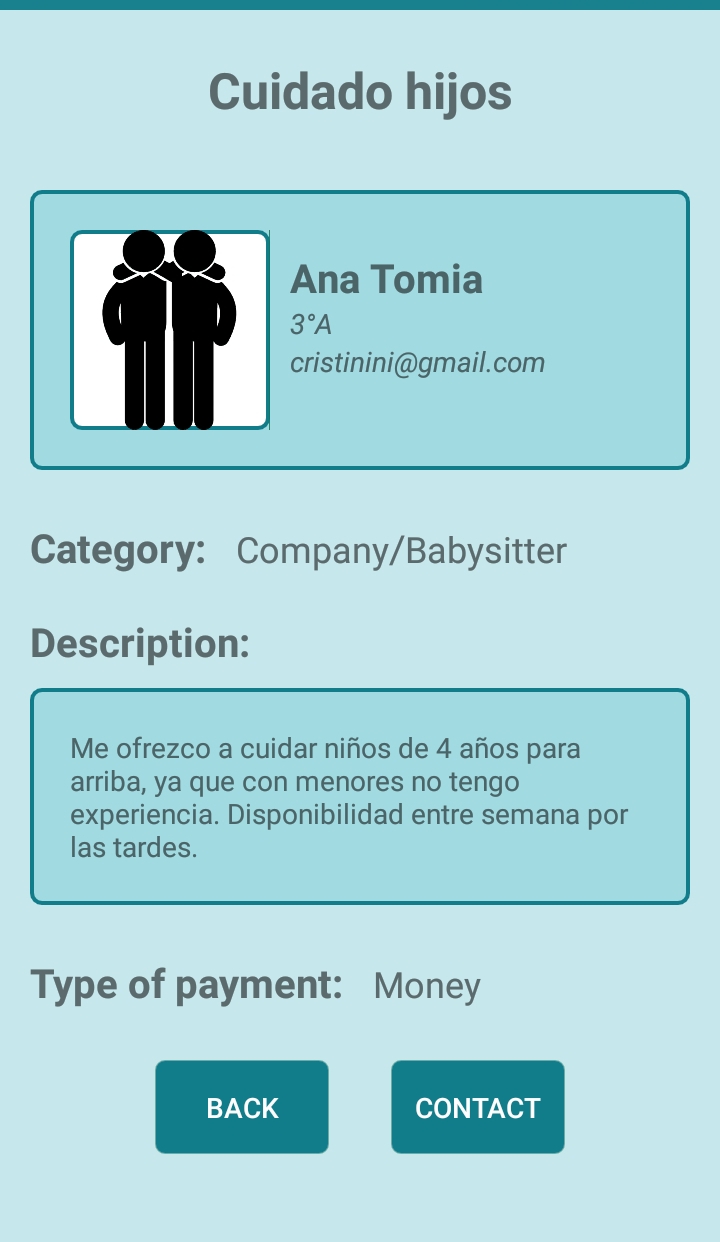 Cuidado hijos
Ana Tomia
3°A
cristinini@gmail.com
Category: Company/Babysitter
Description:
Me ofrezco a cuidar niños de 4 años para
arriba, ya que con menores no tengo
experiencia. Disponibilidad entre semana por
las tardes.
Type of payment: Money
BACK CONTACT